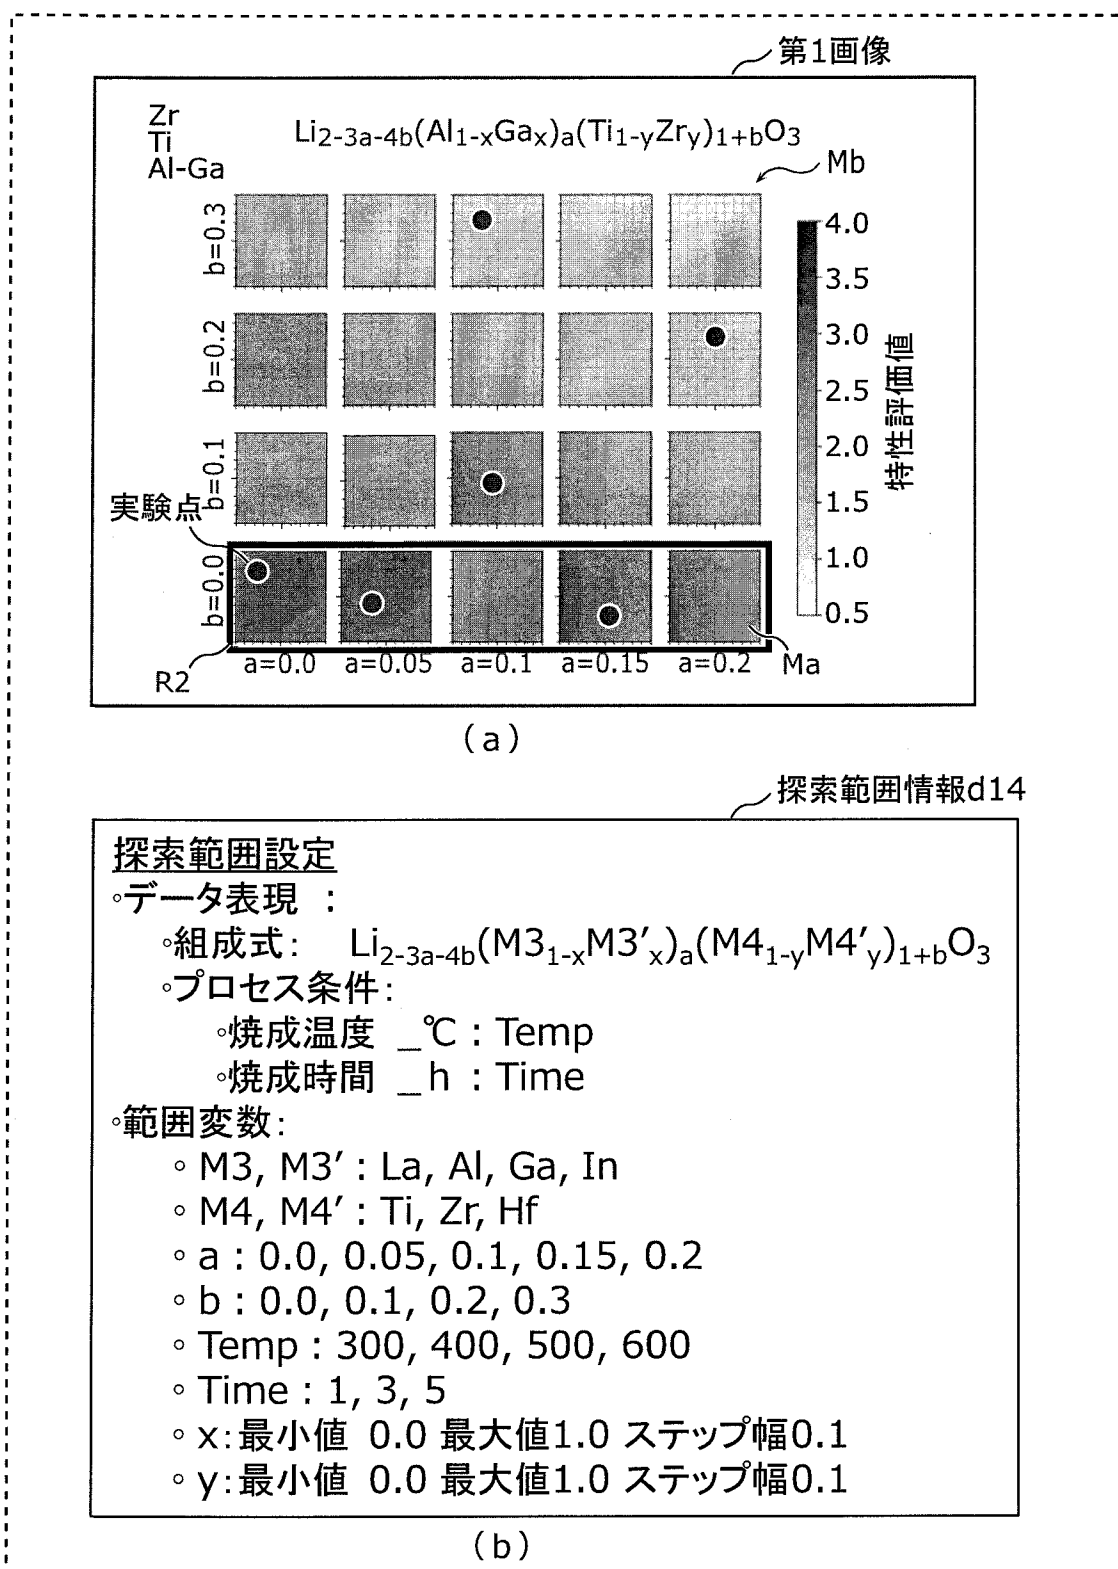 第1画像
Zr
Ti
Al-Ga
Li2-3a-4b(Al1-xGax)a(Ti1-yZry)1+bO3
Mb
b=0.3
b=0.2
b=0.1
b=0.0
実験点
4.0
3.5
3.0
2.5
2.0
1.5
1.0
0.5
特性評価値
R2
a=0.0
a=0.05
a=0.1
a=0.15
a=0.2
Ma
(a)
探索範囲情報d14
探索範囲設定
◦データ表現 :
◦組成式: Li2-3a-4b(M31-xM3′x)a(M41-yM4′y)1+bO3
◦プロセス条件:
◦焼成温度 _℃ : Temp
◦焼成時間 _h : Time
◦範囲変数:
◦ M3, M3′ : La, Al, Ga, In
◦ M4, M4′ : Ti, Zr, Hf
◦ a : 0.0, 0.05, 0.1, 0.15, 0.2
◦ b : 0.0, 0.1, 0.2, 0.3
◦ Temp : 300, 400, 500, 600
◦ Time : 1, 3, 5
◦ x:最小値 0.0 最大値1.0 ステップ幅0.1
◦ y:最小値 0.0 最大値1.0 ステップ幅0.1
(b)